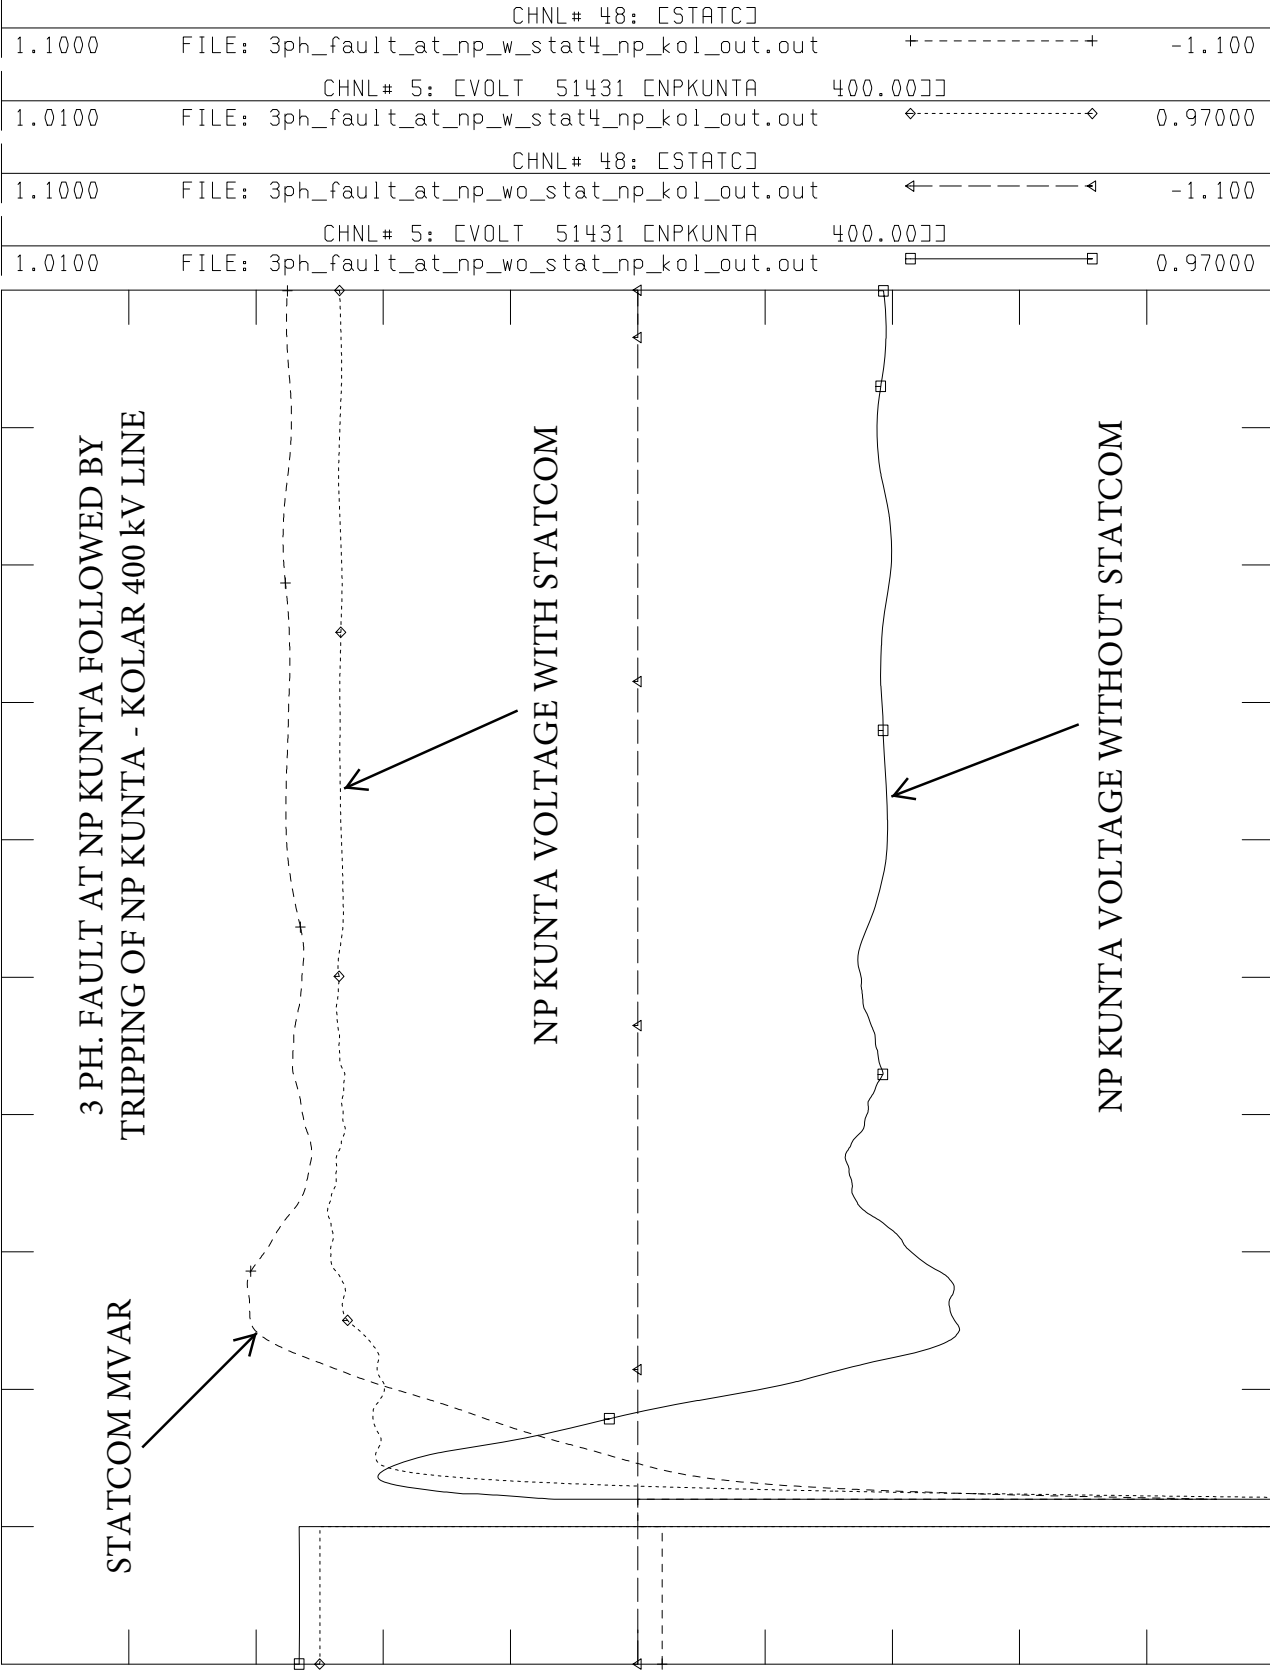 CHNL# 48: [STATC]
1.1000 FILE: 3ph_fault_at_np_w_stat4_np_kol_out.out -1.100
CHNL# 5: [VOLT 51431 [NPKUNTA 400.00]]
1.0100 FILE: 3ph_fault_at_np_w_stat4_np_kol_out.out 0.97000
CHNL# 48: [STATC]
1.1000 FILE: 3ph_fault_at_np_wo_stat_np_kol_out.out -1.100
CHNL# 5: [VOLT 51431 [NPKUNTA 400.00]]
1.0100 FILE: 3ph_fault_at_np_wo_stat_np_kol_out.out 0.97000
3 PH. FAULT AT NP KUNTA FOLLOWED BY
TRIPPING OF NP KUNTA - KOLAR 400 kV LINE
STATCOM MVAR
NP KUNTA VOLTAGE WITH STATCOM
NP KUNTA VOLTAGE WITHOUT STATCOM